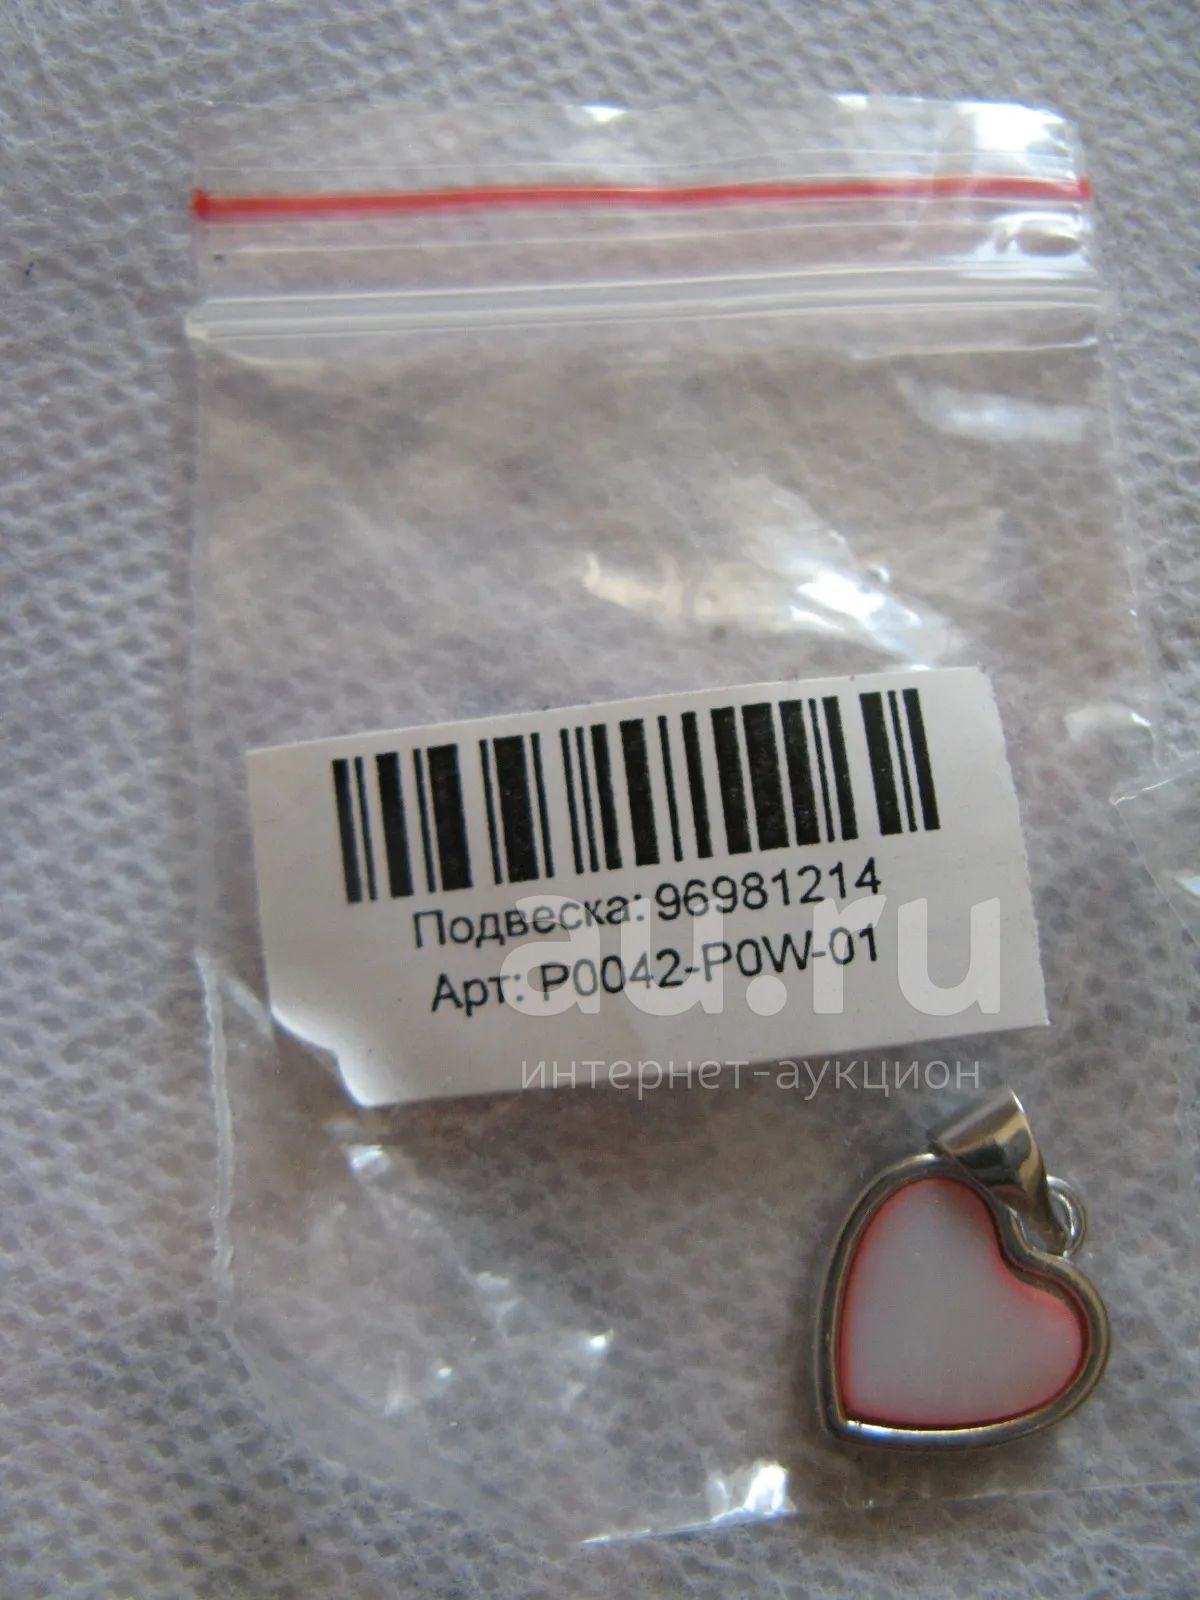 Подвеска: 96981214
Арт: P0042-P0W-01
au.ru
интернет-аукцион